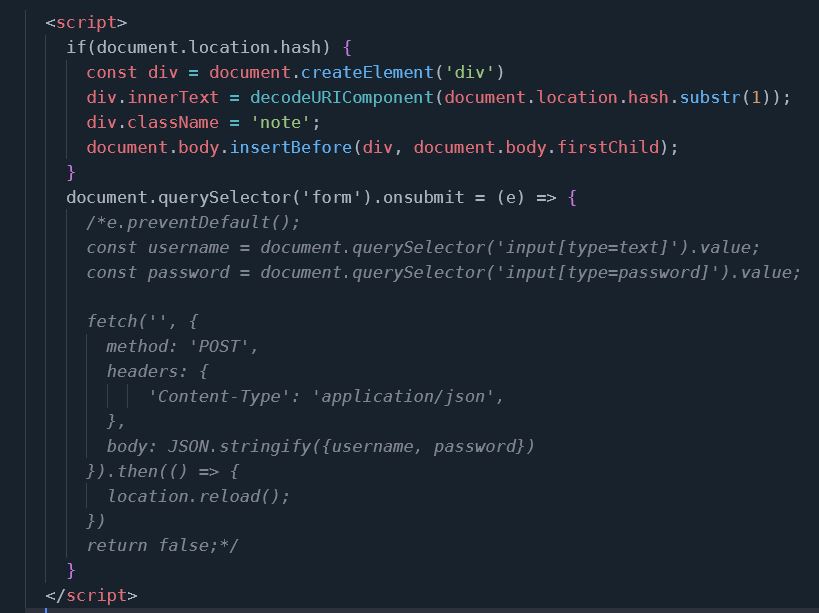 <script>
if(document.location.hash) {
const div = document.createElement('div')
div.innerText = decodeURIComponent(document.location.hash.substr(1));
div.className = 'note';
document.body.insertBefore(div, document.body.firstChild);
}
document.querySelector('form').onsubmit = (e) => {
/*e.preventDefault();
const username = document.querySelector('input[type=text]').value;
const password = document.querySelector('input[type=password]').value;
fetch('', {
method: 'POST',
headers: {
'Content-Type': 'application/json',
},
body: JSON.stringify({username, password})
}).then(() => {
location.reload();
})
return false;*/
}
</script>